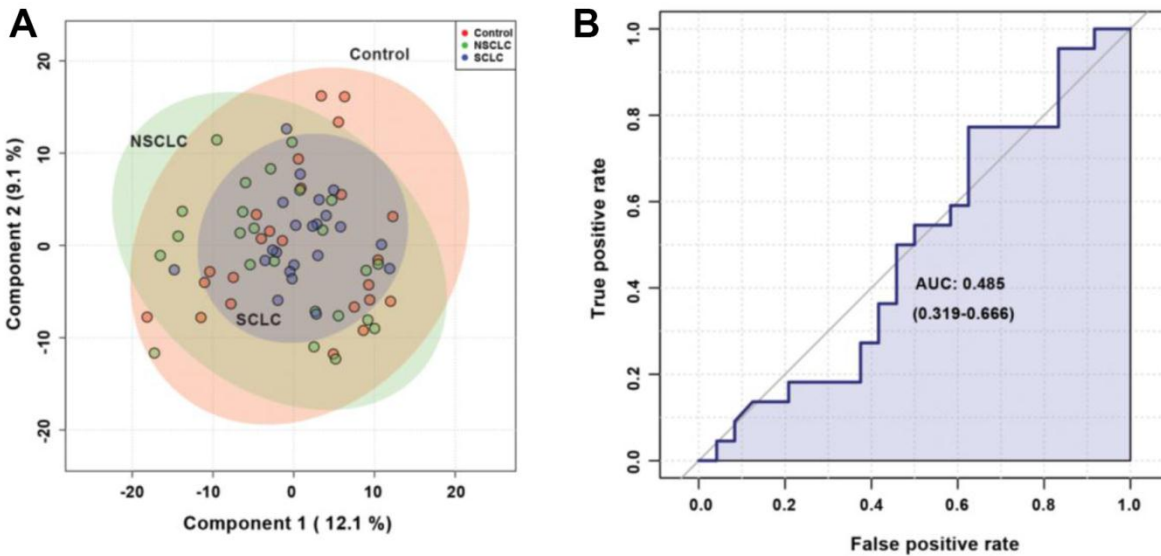 A
Control
NSCLC
SCLC
Control
NSCLC
SCLC
20
10
0
-10
-20
Component 2 (9.1 %)
-20
-10
0
10
20
Component 1 ( 12.1 %)
B
1.0
0.8
0.6
0.4
0.2
0.0
True positive rate
AUC: 0.485
(0.319-0.666)
0.0
0.2
0.4
0.6
0.8
1.0
False positive rate